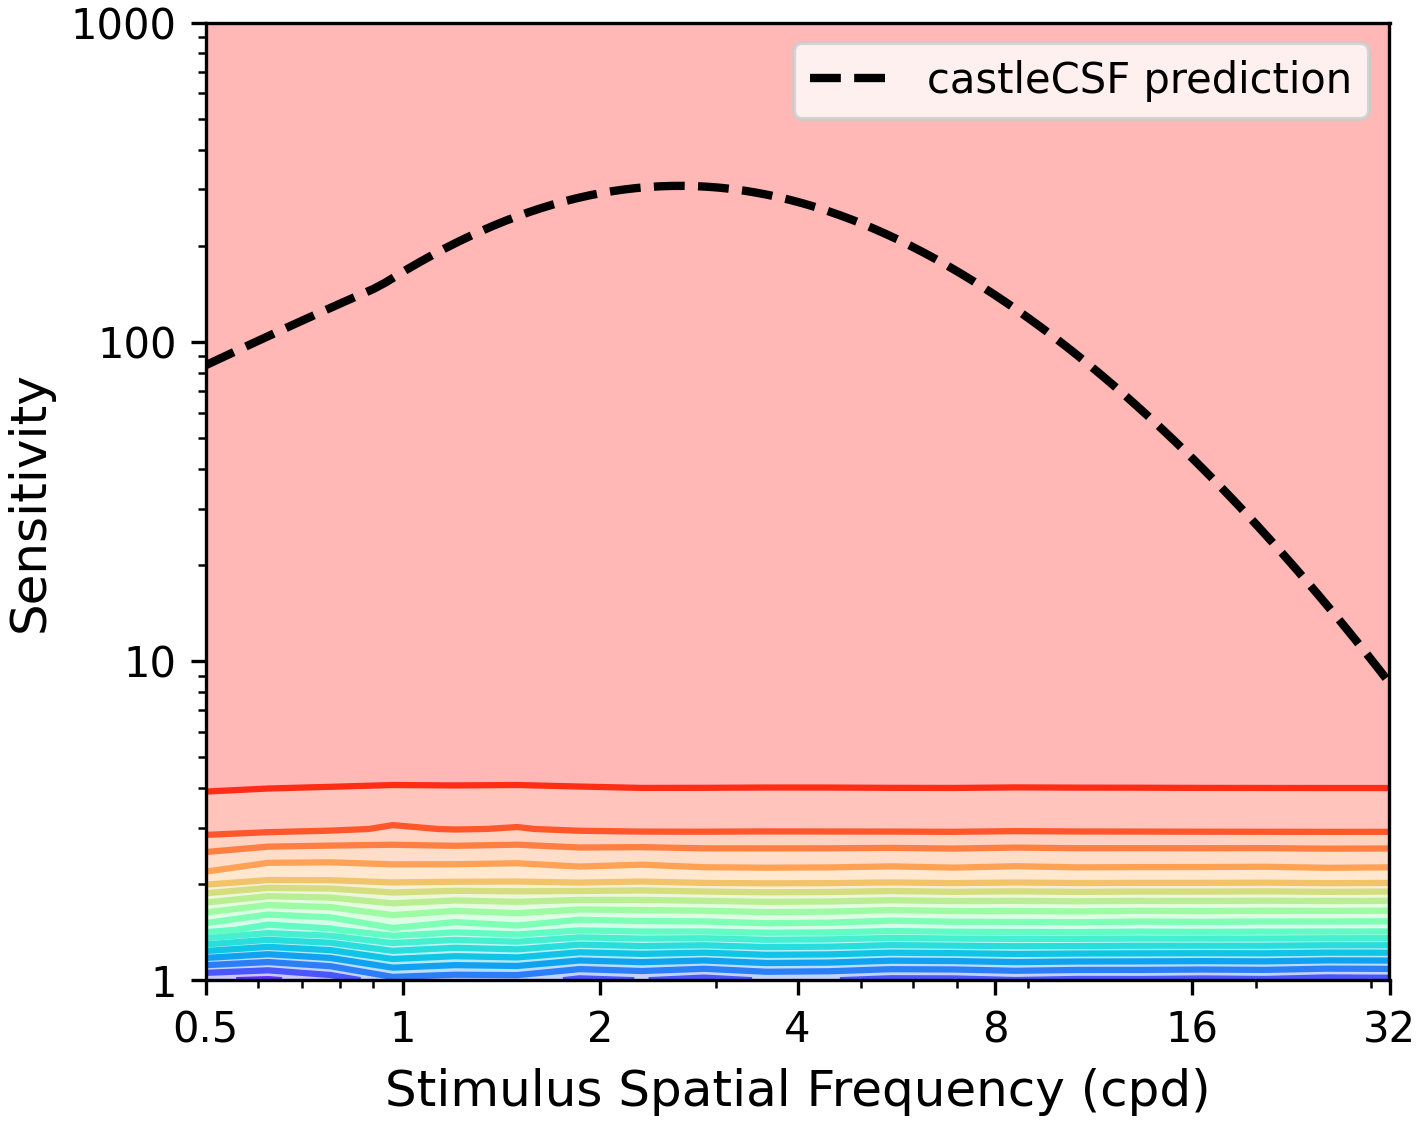 1000
castleCSF prediction
100
Sensitivity
10
1
0.5 1 2 4 8 16 32
Stimulus Spatial Frequency (cpd)